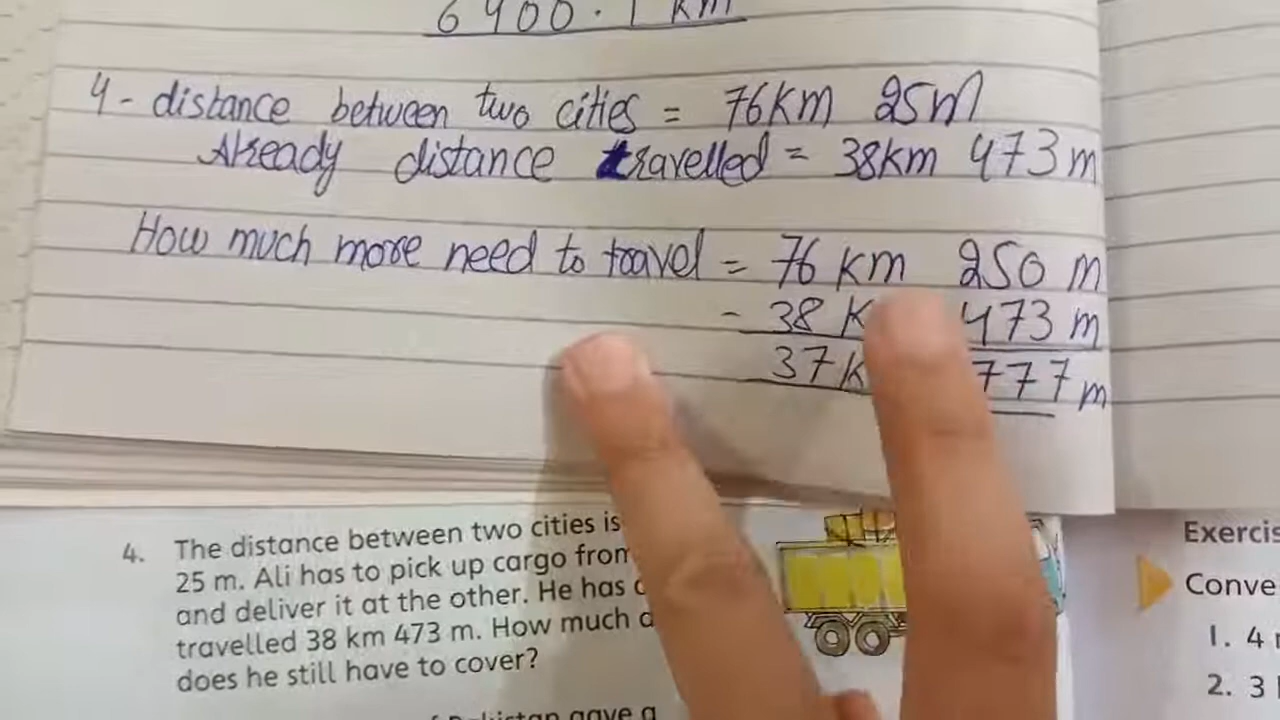 6400.1 km
4 - distance between two cities = 76km 25m
Already distance travelled = 38km 473m
How much more need to travel = 76 km 250 m
- 38 K 473 m
37K 777 m
4. The distance between two cities is
25 m. Ali has to pick up cargo from
and deliver it at the other. He has
travelled 38 km 473 m. How much
does he still have to cover?
gave a
Exercis
Conve
1. 4
2. 3